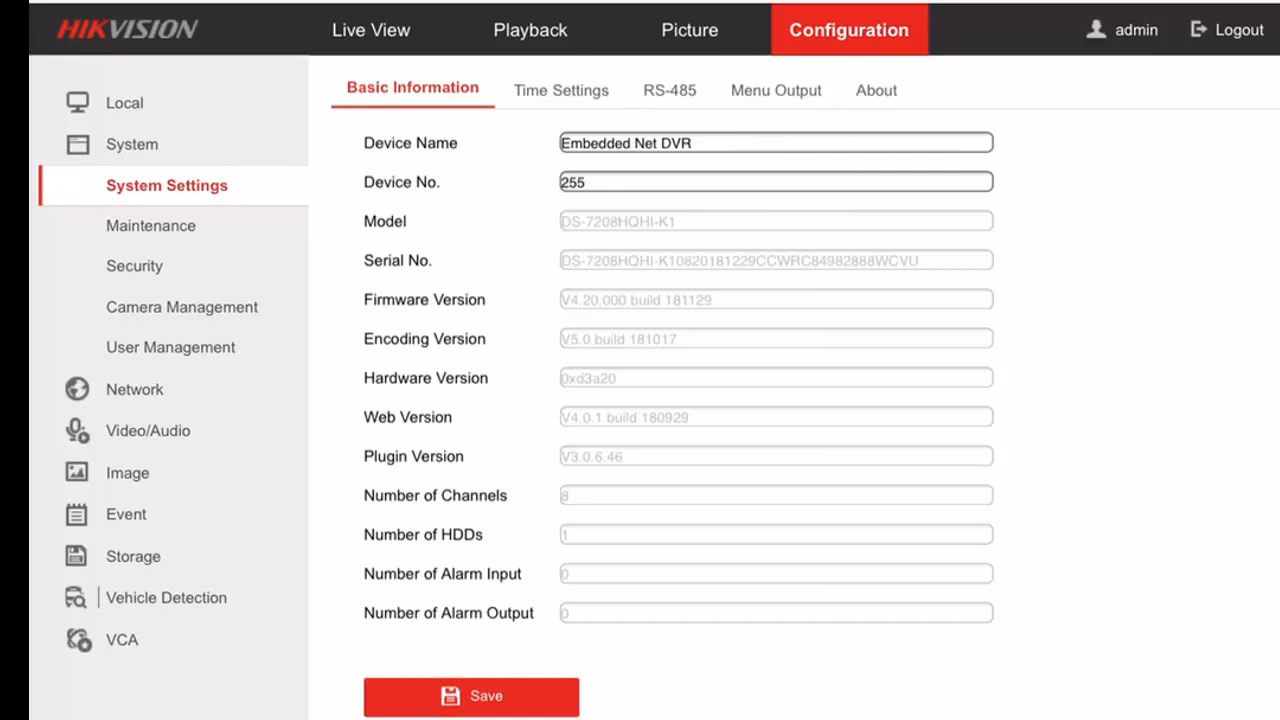 HIKVISION Live View Playback Picture Configuration admin Logout
Local
System
System Settings
Maintenance
Security
Camera Management
User Management
Network
Video/Audio
Image
Event
Storage
Vehicle Detection
VCA
Basic Information Time Settings RS-485 Menu Output About
Device Name Embedded Net DVR
Device No. 255
Model DS-7208HQHI-K1
Serial No. DS-7208HQHI-K10820181229CCWRC84982888WCVU
Firmware Version V4.20.000 build 181129
Encoding Version V5.0 build 181017
Hardware Version 0xd3a20
Web Version V4.0.1 build 180929
Plugin Version V3.0.6.46
Number of Channels 8
Number of HDDs 1
Number of Alarm Input 0
Number of Alarm Output 0
Save